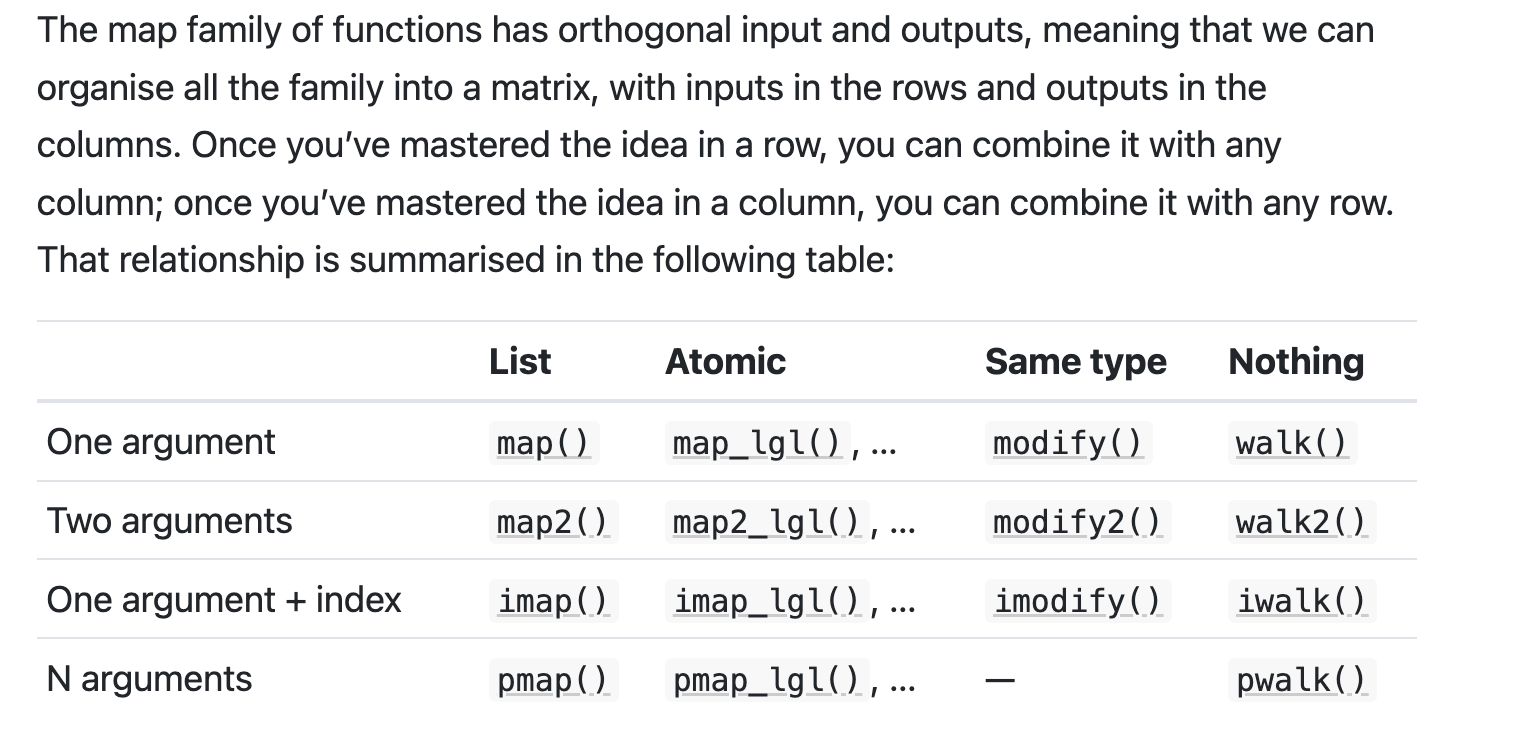 The map family of functions has orthogonal input and outputs, meaning that we can
organise all the family into a matrix, with inputs in the rows and outputs in the
columns. Once you’ve mastered the idea in a row, you can combine it with any
column; once you’ve mastered the idea in a column, you can combine it with any row.
That relationship is summarised in the following table:
List Atomic Same type Nothing
One argument map() map_lgl(), … modify() walk()
Two arguments map2() map2_lgl(), … modify2() walk2()
One argument + index imap() imap_lgl(), … imodify() iwalk()
N arguments pmap() pmap_lgl(), … — pwalk()